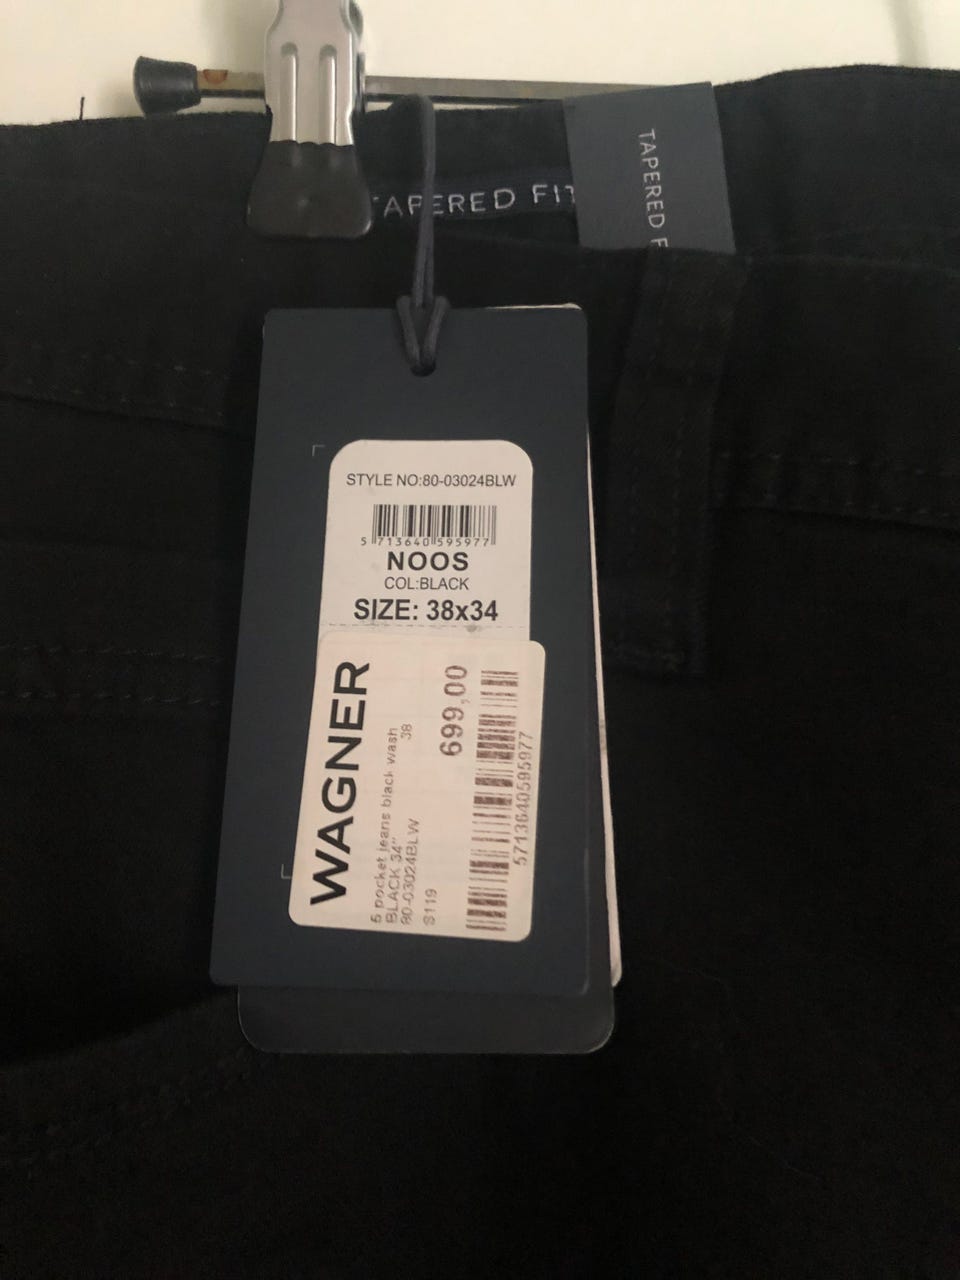 TAPERED FIT
TAPERED F
STYLE NO:80-03024BLW
5 713640 595977
NOOS
COL:BLACK
SIZE: 38x34
WAGNER
5 pocket jeans black wash
BLACK 34" 38
80-03024BLW
S119
699,00
5713640595977